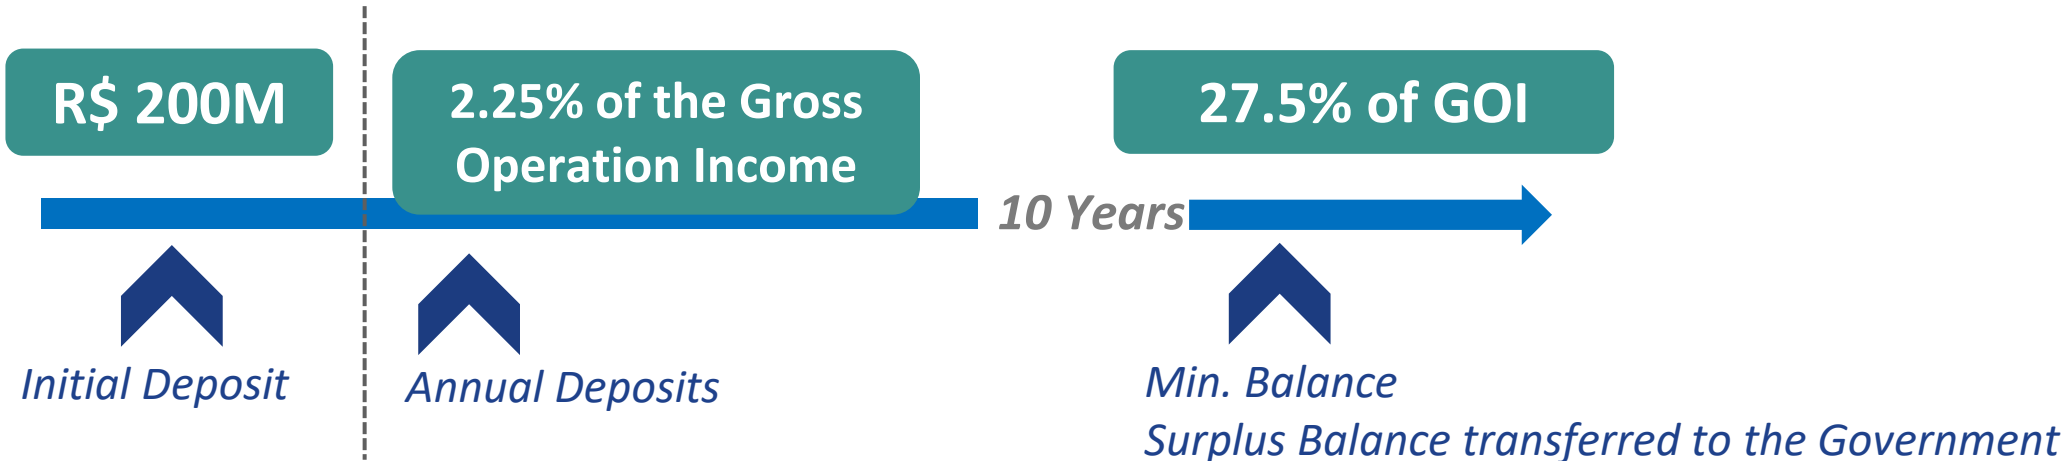 R$ 200M
2.25% of the Gross
Operation Income
27.5% of GOI
10 Years
Initial Deposit
Annual Deposits
Min. Balance
Surplus Balance transferred to the Government